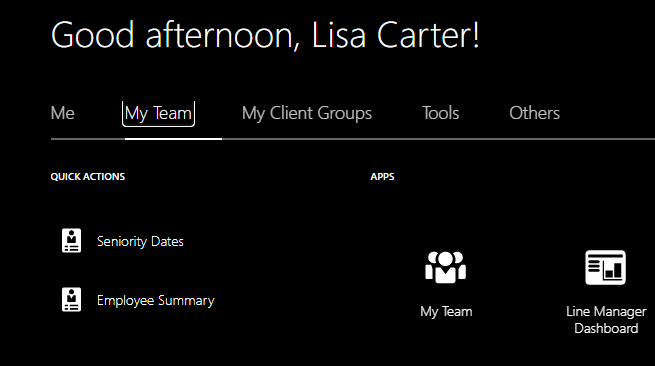 Good afternoon, Lisa Carter!
Me
My Team
My Client Groups
Tools
Others
QUICK ACTIONS
Seniority Dates
Employee Summary
APPS
My Team
Line Manager
Dashboard